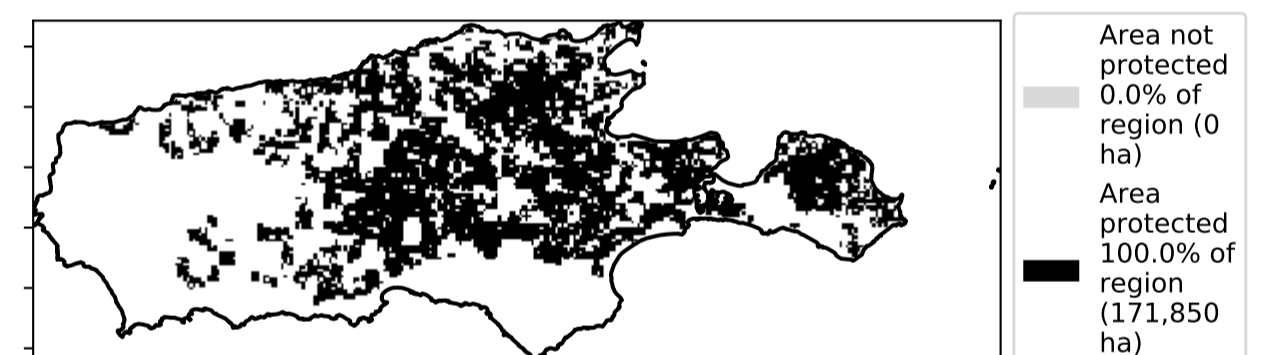 Area not
protected
0.0% of
region (0
ha)
Area
protected
100.0% of
region
(171,850
ha)